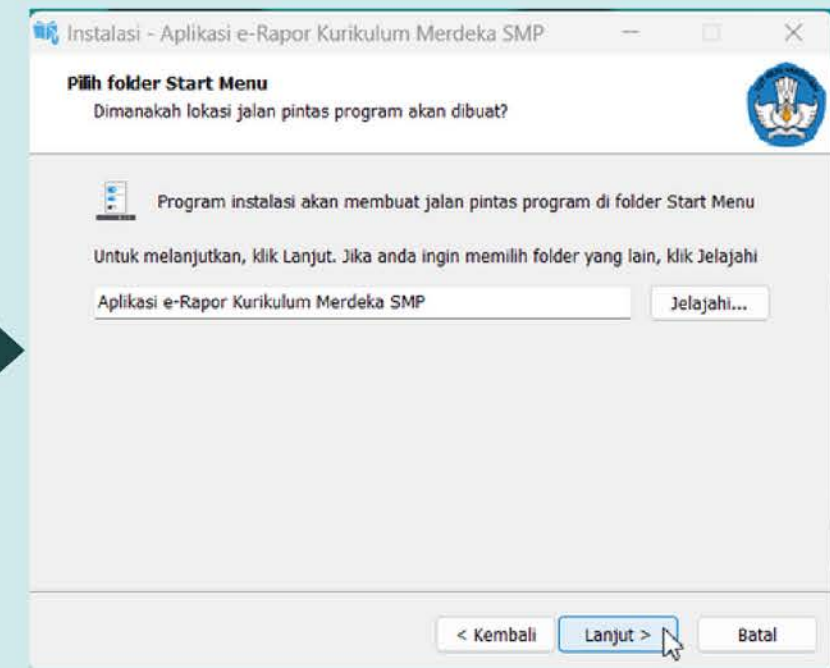 Instalasi - Aplikasi e-Rapor Kurikulum Merdeka SMP
Pilih folder Start Menu
Dimanakah lokasi jalan pintas program akan dibuat?
Program instalasi akan membuat jalan pintas program di folder Start Menu
Untuk melanjutkan, klik Lanjut. Jika anda ingin memilih folder yang lain, klik Jelajahi
Aplikasi e-Rapor Kurikulum Merdeka SMP
Jelajahi...
< Kembali
Lanjut >
Batal